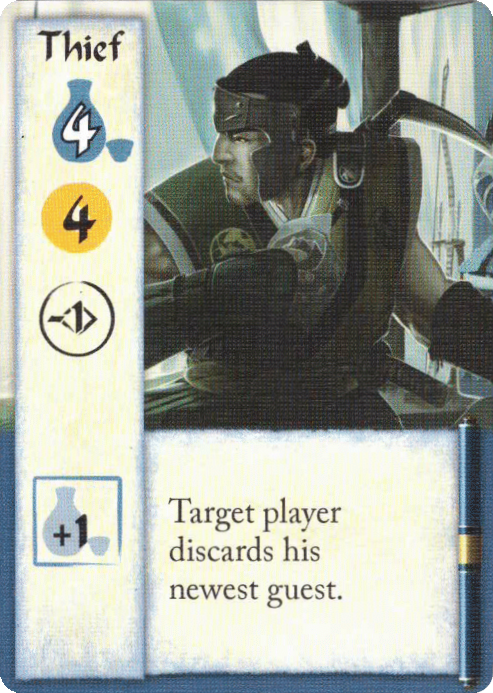 Thief
4
4
-1
+1
Target player
discards his
newest guest.